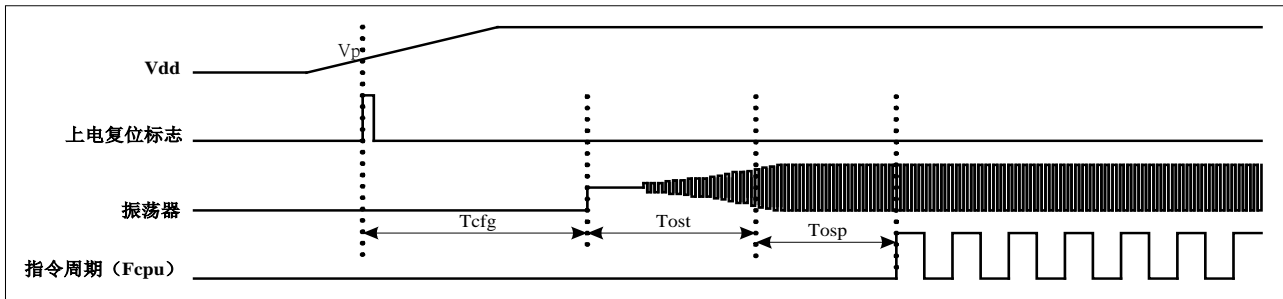 Vp
Vdd
上电复位标志
振荡器
Tcfg
Tost
Tosp
指令周期（Fcpu）